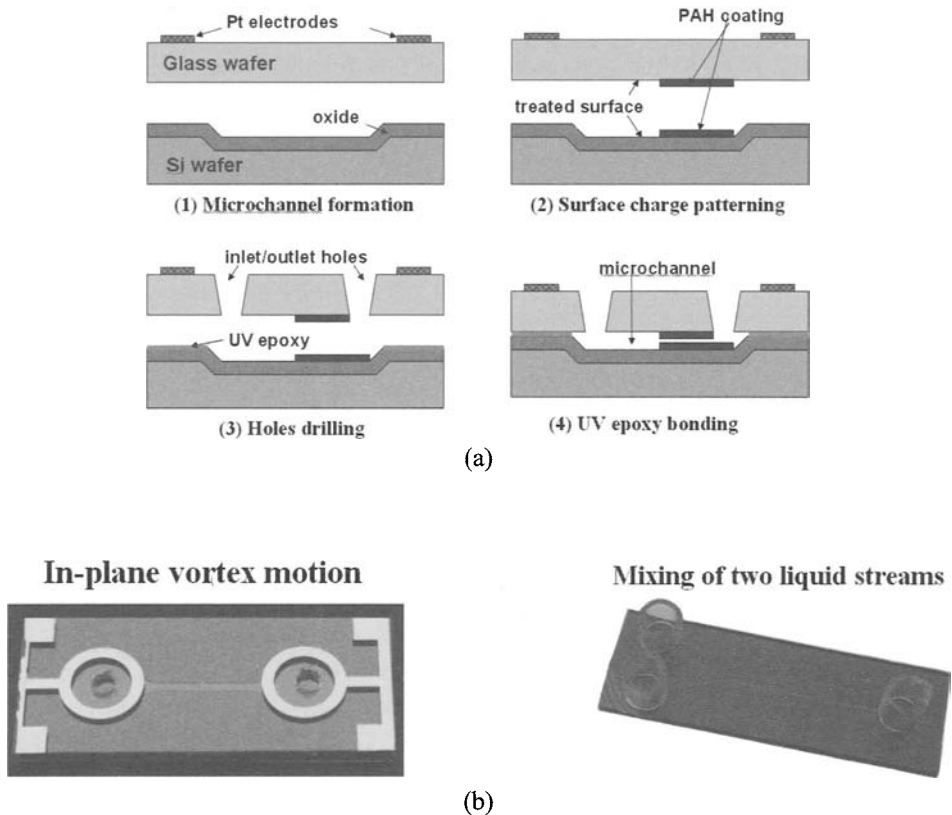 Pt electrodes
Glass wafer
oxide
Si wafer
(1) Microchannel formation
PAH coating
treated surface
(2) Surface charge patterning
inlet/outlet holes
UV epoxy
(3) Holes drilling
microchannel
(4) UV epoxy bonding
(a)
In-plane vortex motion
Mixing of two liquid streams
(b)